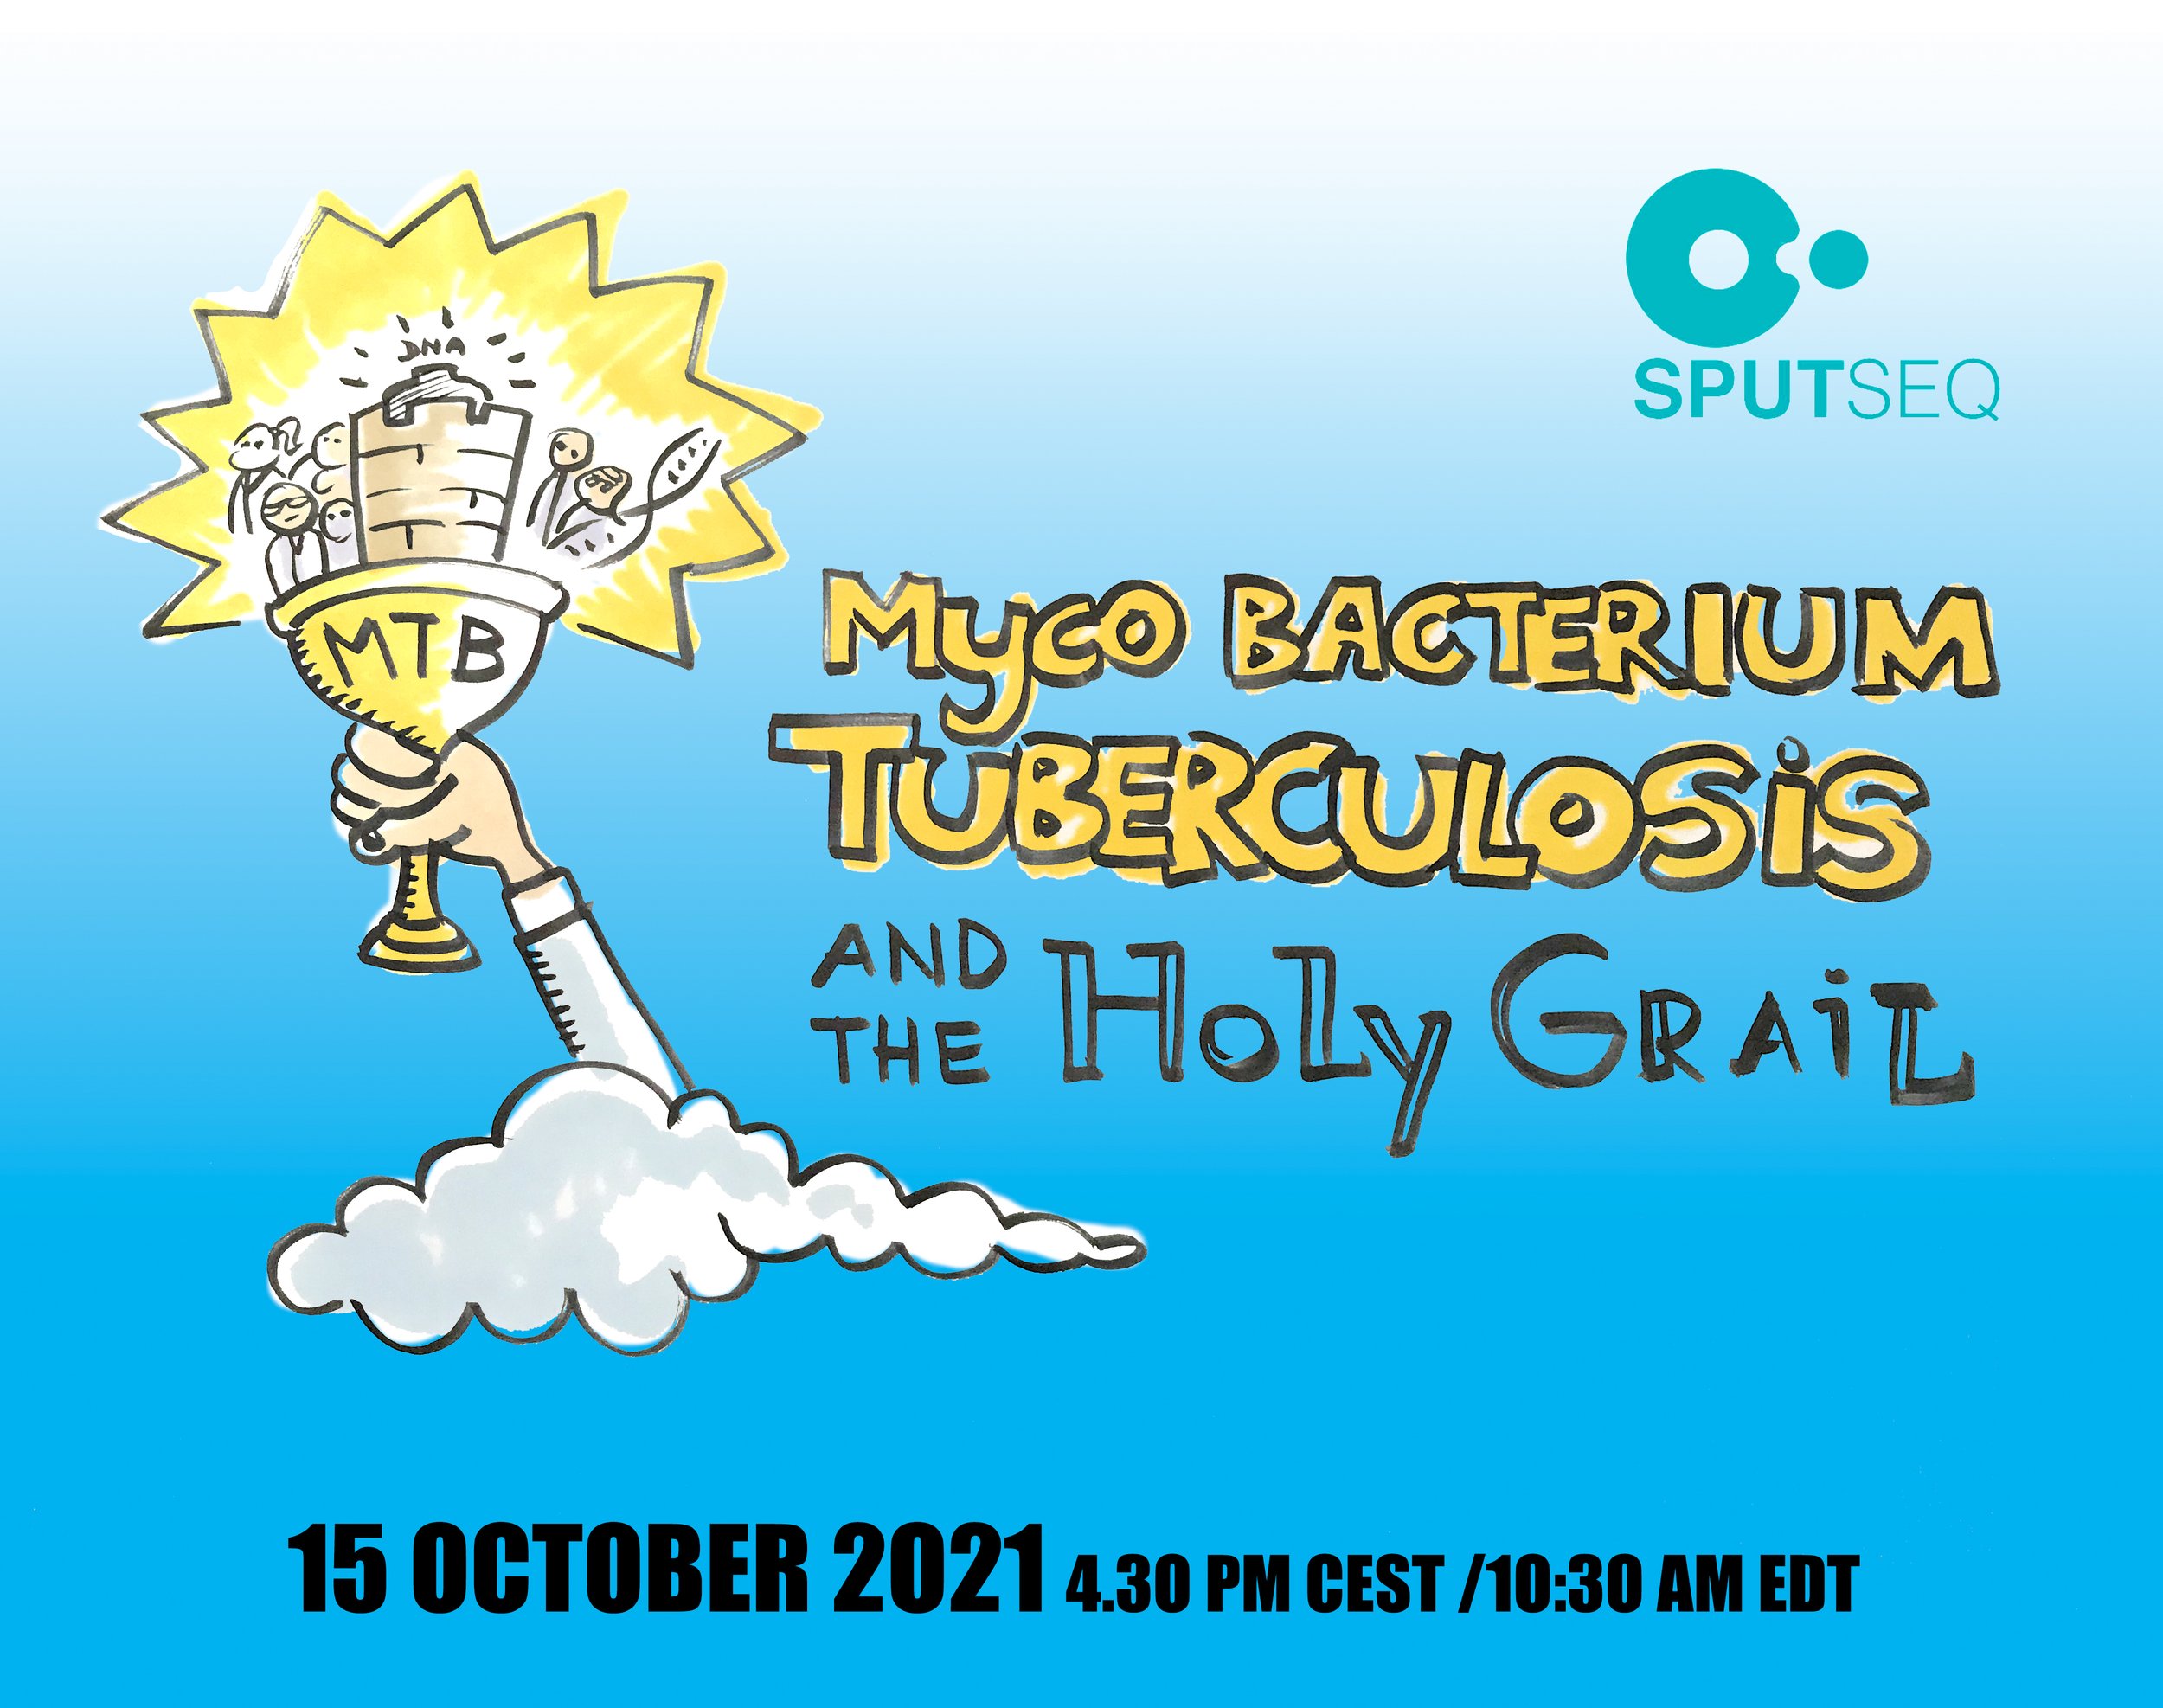 SPUTSEQ
DNA
MTB
MYCO BACTERIUM
TUBERCULOSIS
AND
THE HOLY GRAIL
15 OCTOBER 2021 4.30 PM CEST /10:30 AM EDT